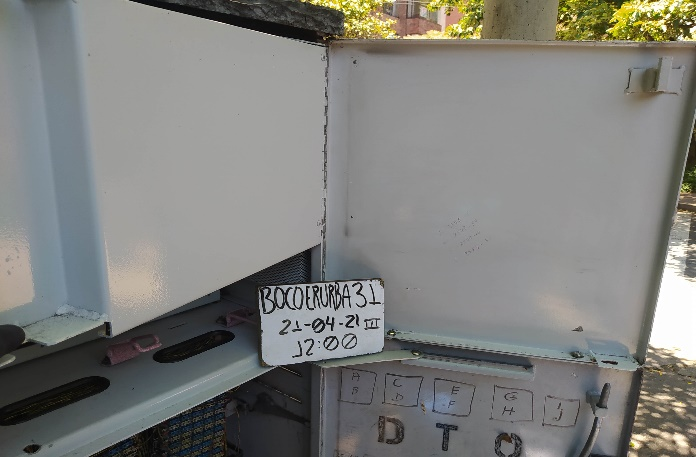 BOCOERURBA31
21-04-21 III
12:00
A C E G I
B D F H J
D T O